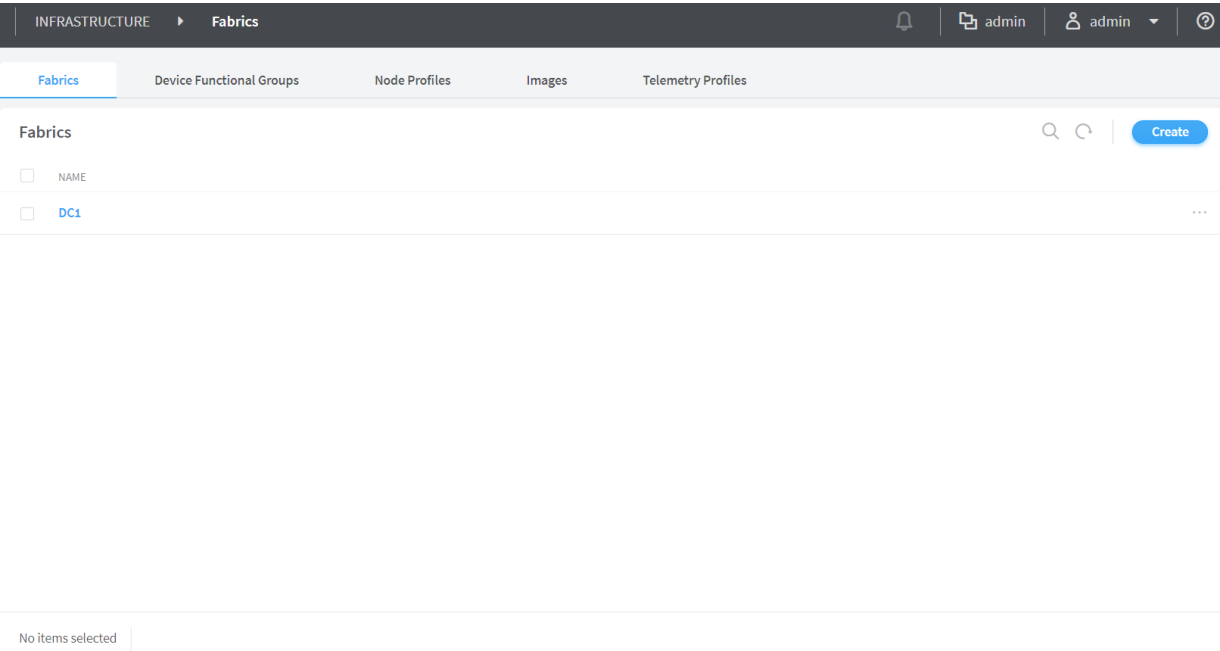 INFRASTRUCTURE Fabrics admin admin
Fabrics Device Functional Groups Node Profiles Images Telemetry Profiles
Fabrics Create
NAME
DC1
No items selected